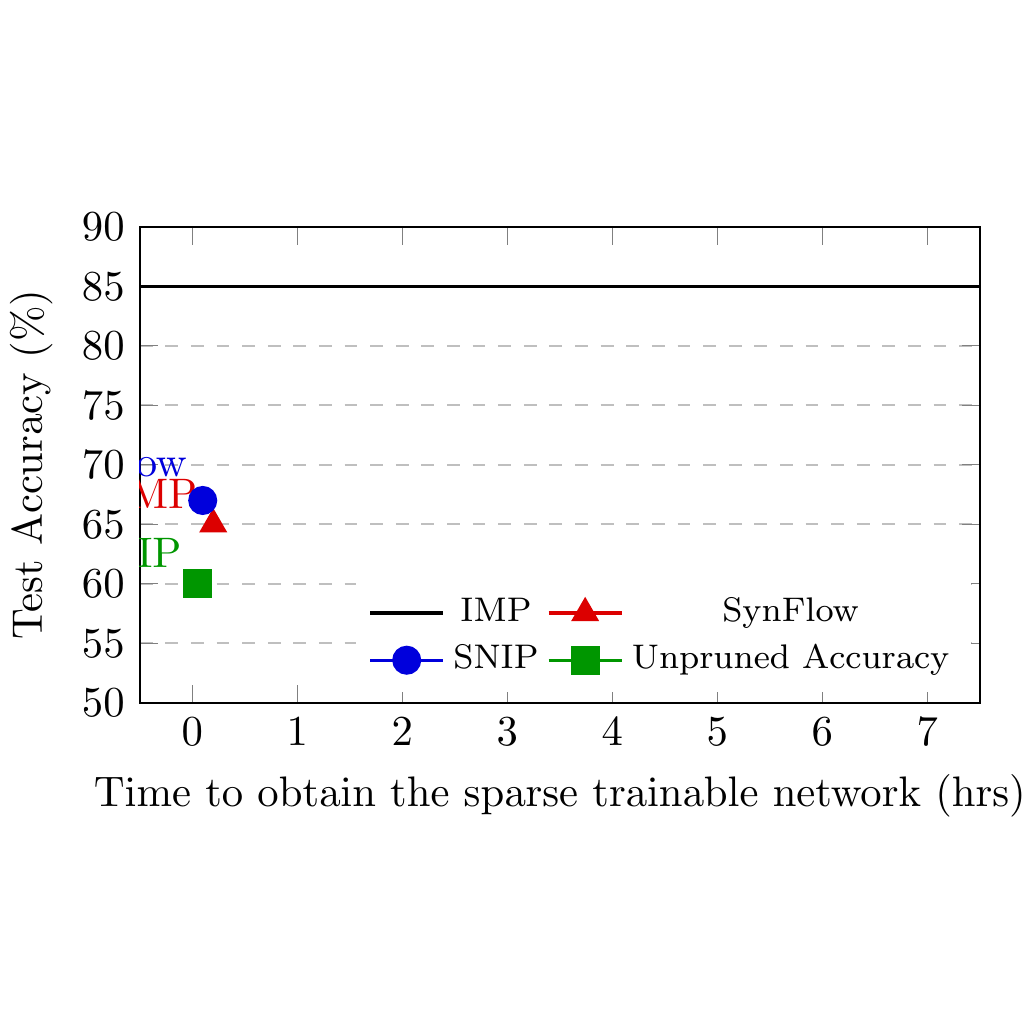 90
85
80
75
70
65
60
55
50
Test Accuracy (%)
ow
MP
IP
IMP
SynFlow
SNIP
Unpruned Accuracy
0 1 2 3 4 5 6 7
Time to obtain the sparse trainable network (hrs)